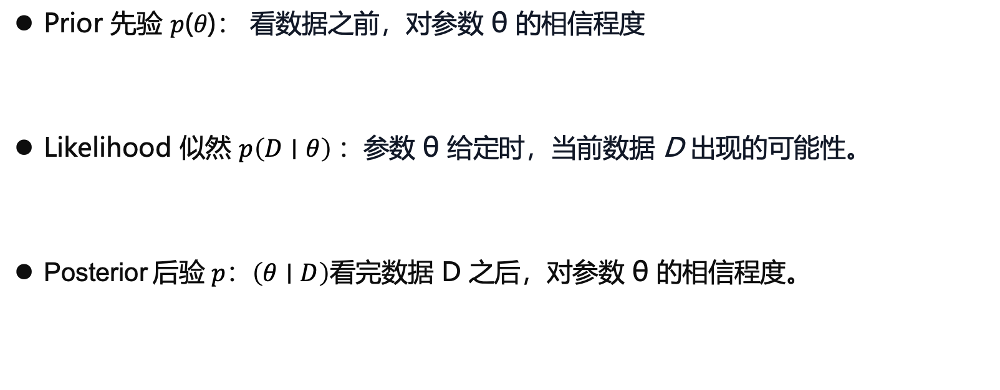 ● Prior 先验 p(θ)： 看数据之前，对参数 θ 的相信程度
● Likelihood 似然 p(D ∣ θ)：参数 θ 给定时，当前数据 D 出现的可能性。
● Posterior 后验 p：(θ ∣ D)看完数据 D 之后，对参数 θ 的相信程度。